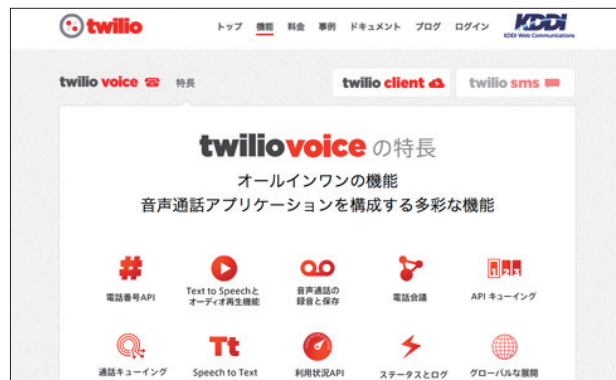 twilio
トップ 機能 料金 事例 ドキュメント ブログ ログイン
KDDI
KDDI Web Communications
twilio voice 特長
twilio client
twilio sms
twilio voice の特長
オールインワンの機能
音声通話アプリケーションを構成する多彩な機能
#
電話番号API
Text to Speechと
オーディオ再生機能
音声通話の
録音と保存
電話会議
1 2 3
API キューイング
通話キューイング
Tt
Speech to Text
利用状況API
ステータスとログ
グローバルな展開